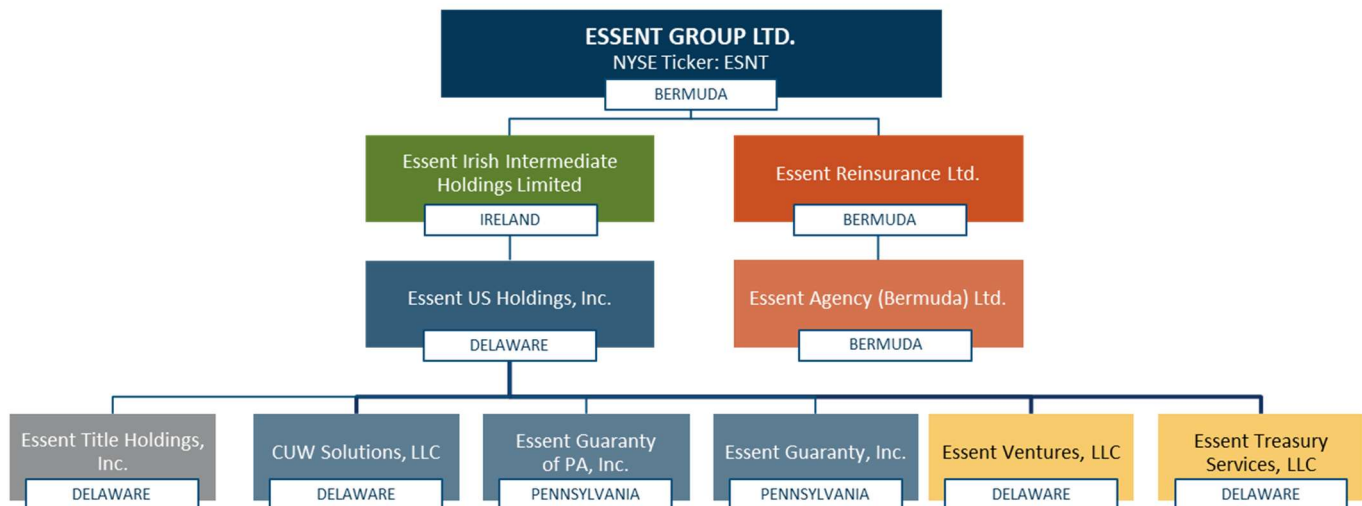 ESSENT GROUP LTD.
NYSE Ticker: ESNT
BERMUDA
Essent Irish Intermediate
Holdings Limited
IRELAND
Essent Reinsurance Ltd.
BERMUDA
Essent US Holdings, Inc.
DELAWARE
Essent Agency (Bermuda) Ltd.
BERMUDA
Essent Title Holdings,
Inc.
DELAWARE
CUW Solutions, LLC
DELAWARE
Essent Guaranty
of PA, Inc.
PENNSYLVANIA
Essent Guaranty, Inc.
PENNSYLVANIA
Essent Ventures, LLC
DELAWARE
Essent Treasury
Services, LLC
DELAWARE